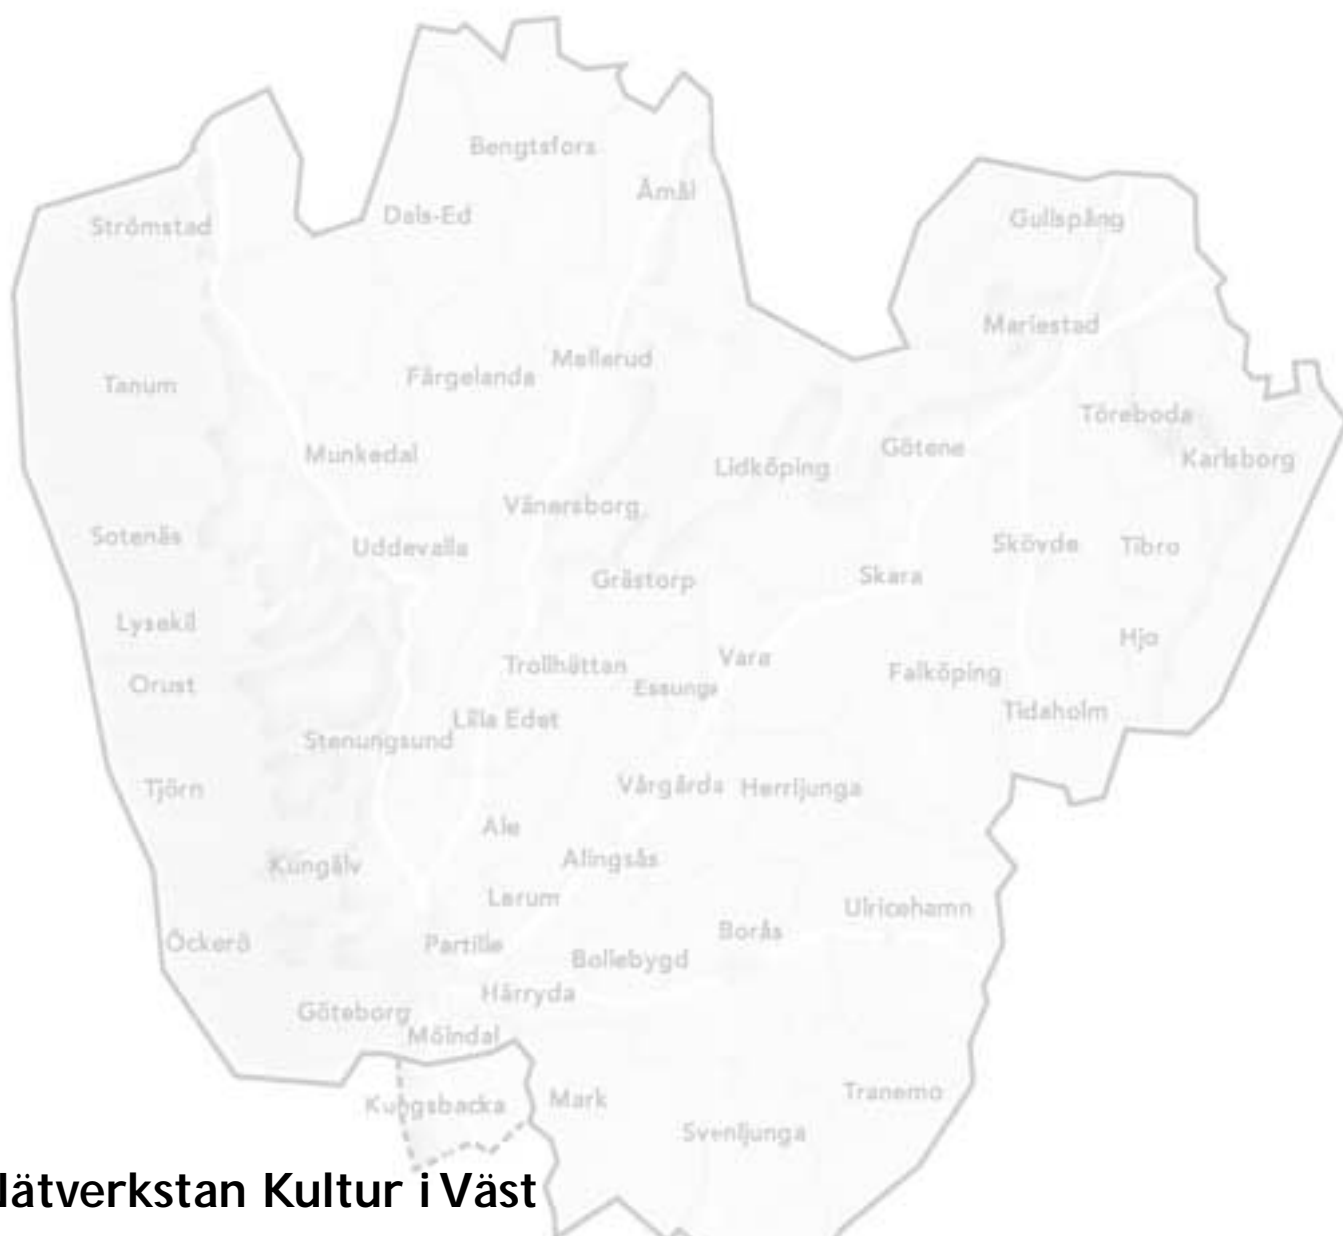 Bengtsfors
Åmål
Dals-Ed
Strömstad
Gullspång
Mariestad
Mellerud
Färgelanda
Tanum
Töreboda
Munkedal
Götene
Lidköping
Karlsborg
Vänersborg
Sotenäs
Uddevalla
Skövde
Tibro
Grästorp
Skara
Lysekil
Hjo
Trollhättan
Vara
Orust
Essunga
Falköping
Lilla Edet
Tidaholm
Stenungsund
Tjörn
Vårgårda
Herrljunga
Ale
Kungälv
Alingsås
Lerum
Ulricehamn
Öckerö
Partille
Borås
Bollebygd
Härryda
Göteborg
Mölndal
Kungsbacka
Mark
Tranemo
Svenljunga
Nätverkstan Kultur i Väst